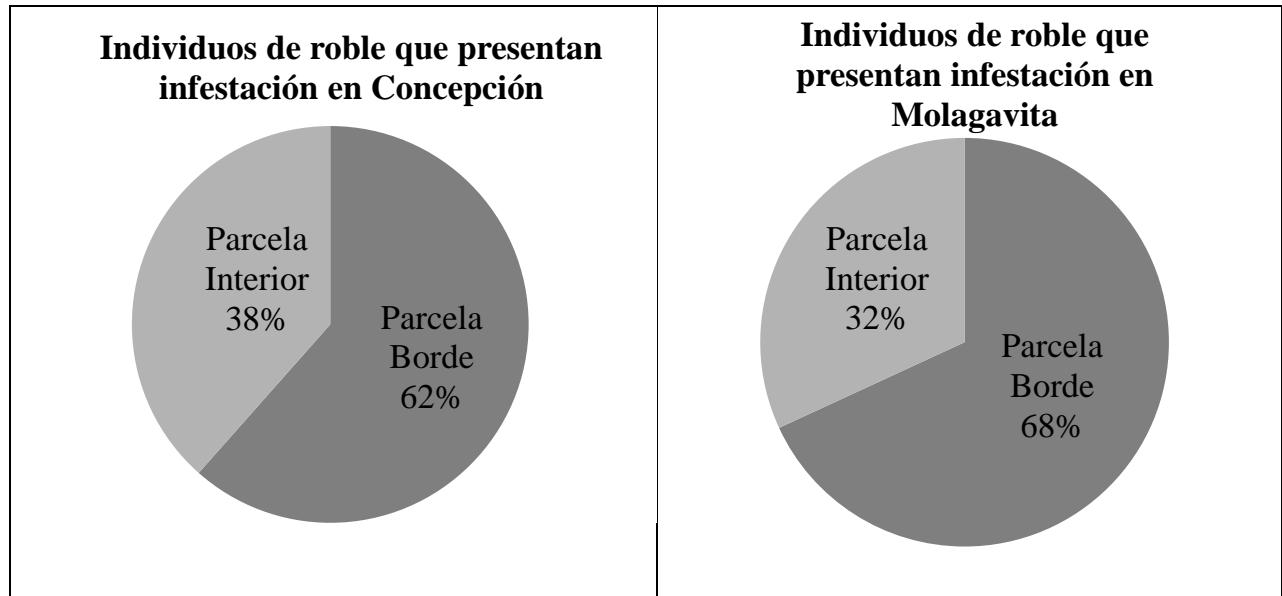 Individuos de roble que presentan
infestación en Concepción
Parcela
Interior
38%
Parcela
Borde
62%
Individuos de roble que
presentan infestación en
Molagavita
Parcela
Interior
32%
Parcela
Borde
68%